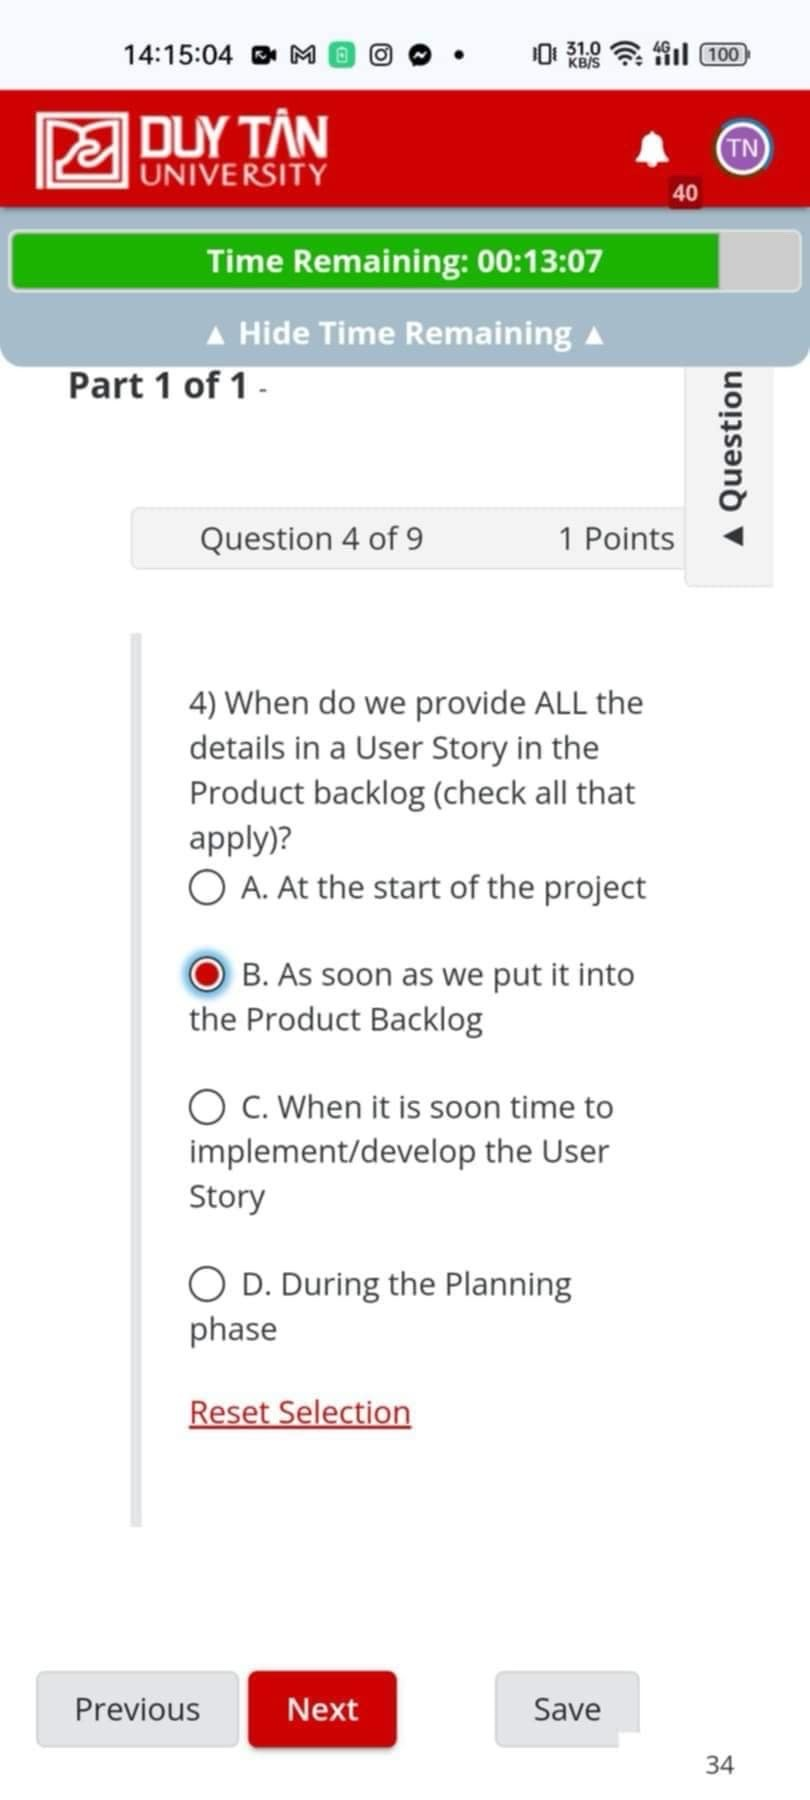 14:15:04 31.0 KB/S 4G 100
DUY TÂN
UNIVERSITY
TN
40
Time Remaining: 00:13:07
▲ Hide Time Remaining ▲
Part 1 of 1 -
▲ Question
Question 4 of 9 1 Points
4) When do we provide ALL the
details in a User Story in the
Product backlog (check all that
apply)?
A. At the start of the project
B. As soon as we put it into
the Product Backlog
C. When it is soon time to
implement/develop the User
Story
D. During the Planning
phase
Reset Selection
Previous Next Save
34